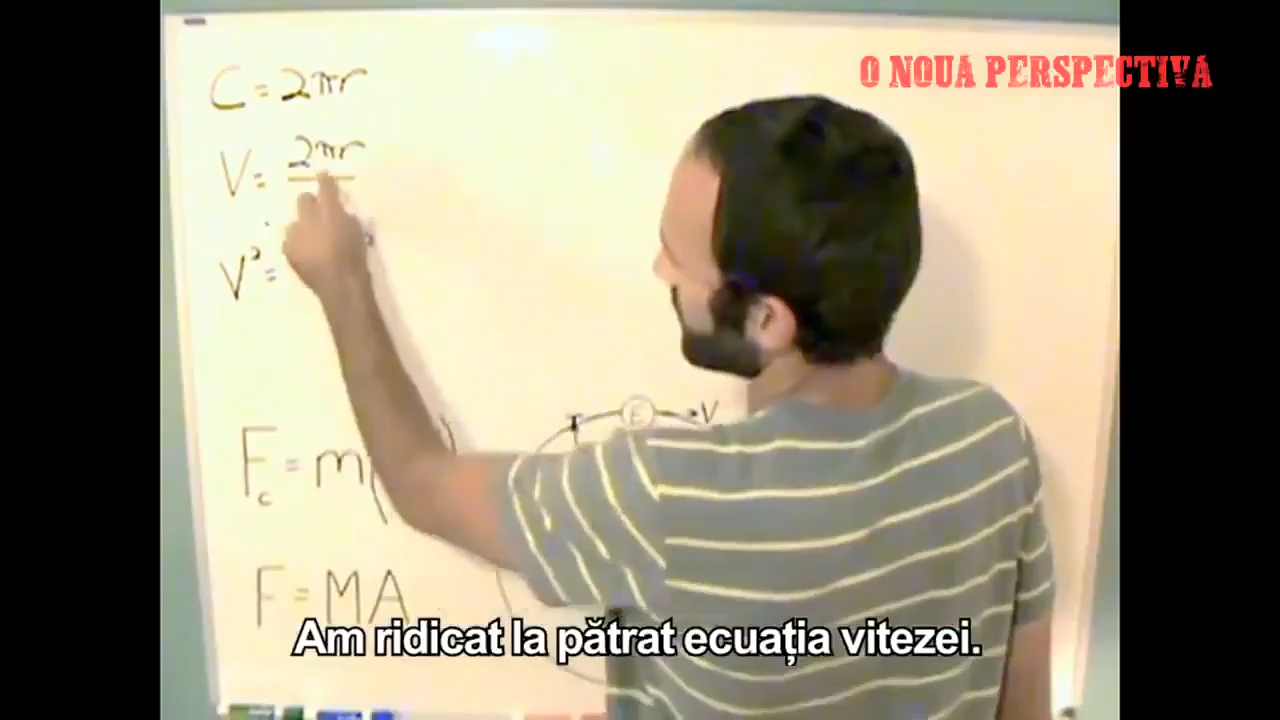 O NOUA PERSPECTIVA
C = 2πr
V = 2πr
V² =
F꜀ = m(
F = MA
E
V
Am ridicat la pătrat ecuația vitezei.